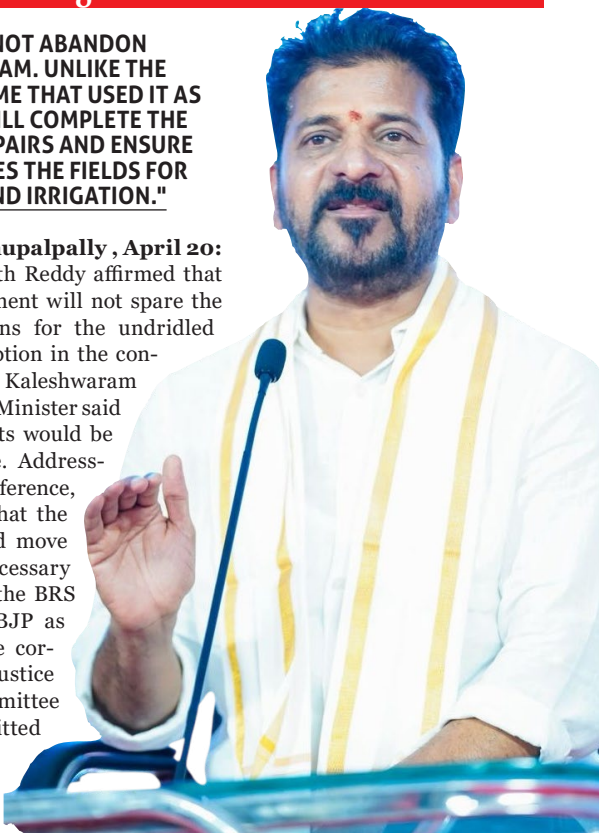 NOT ABANDON
AM. UNLIKE THE
ME THAT USED IT AS
ILL COMPLETE THE
PAIRS AND ENSURE
ES THE FIELDS FOR
ND IRRIGATION."
upalpally , April 20:
th Reddy affirmed that
ment will not spare the
ns for the undridled
ption in the con-
Kaleshwaram
Minister said
ts would be
e. Address-
ference,
hat the
d move
cessary
the BRS
BJP as
e cor-
ustice
mittee
itted